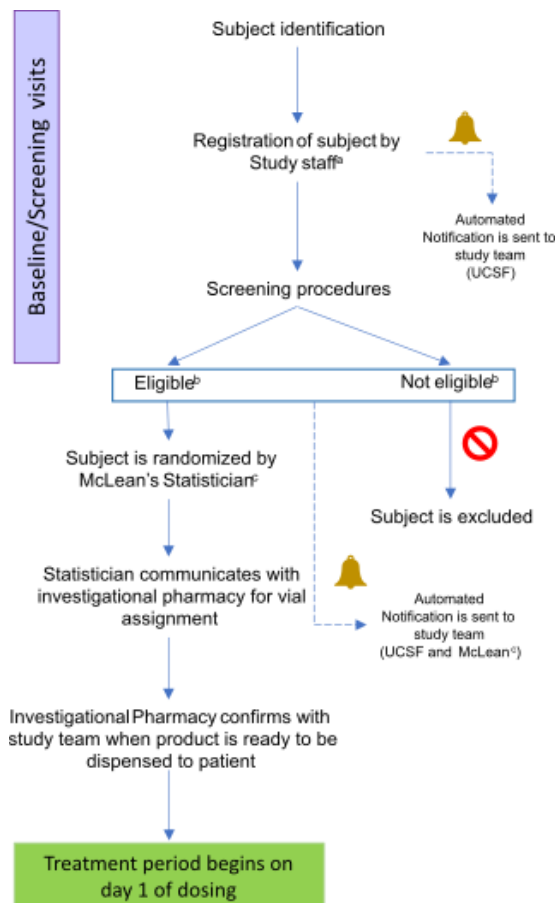 Baseline/Screening visits
Subject identification
Registration of subject by
Study staffᵃ
Automated
Notification is sent to
study team
(UCSF)
Screening procedures
Eligibleᵇ
Not eligibleᵇ
Subject is randomized by
McLean's Statisticianᶜ
Subject is excluded
Statistician communicates with
investigational pharmacy for vial
assignment
Automated
Notification is sent to
study team
(UCSF and McLeanᶜ)
Investigational Pharmacy confirms with
study team when product is ready to be
dispensed to patient
Treatment period begins on
day 1 of dosing